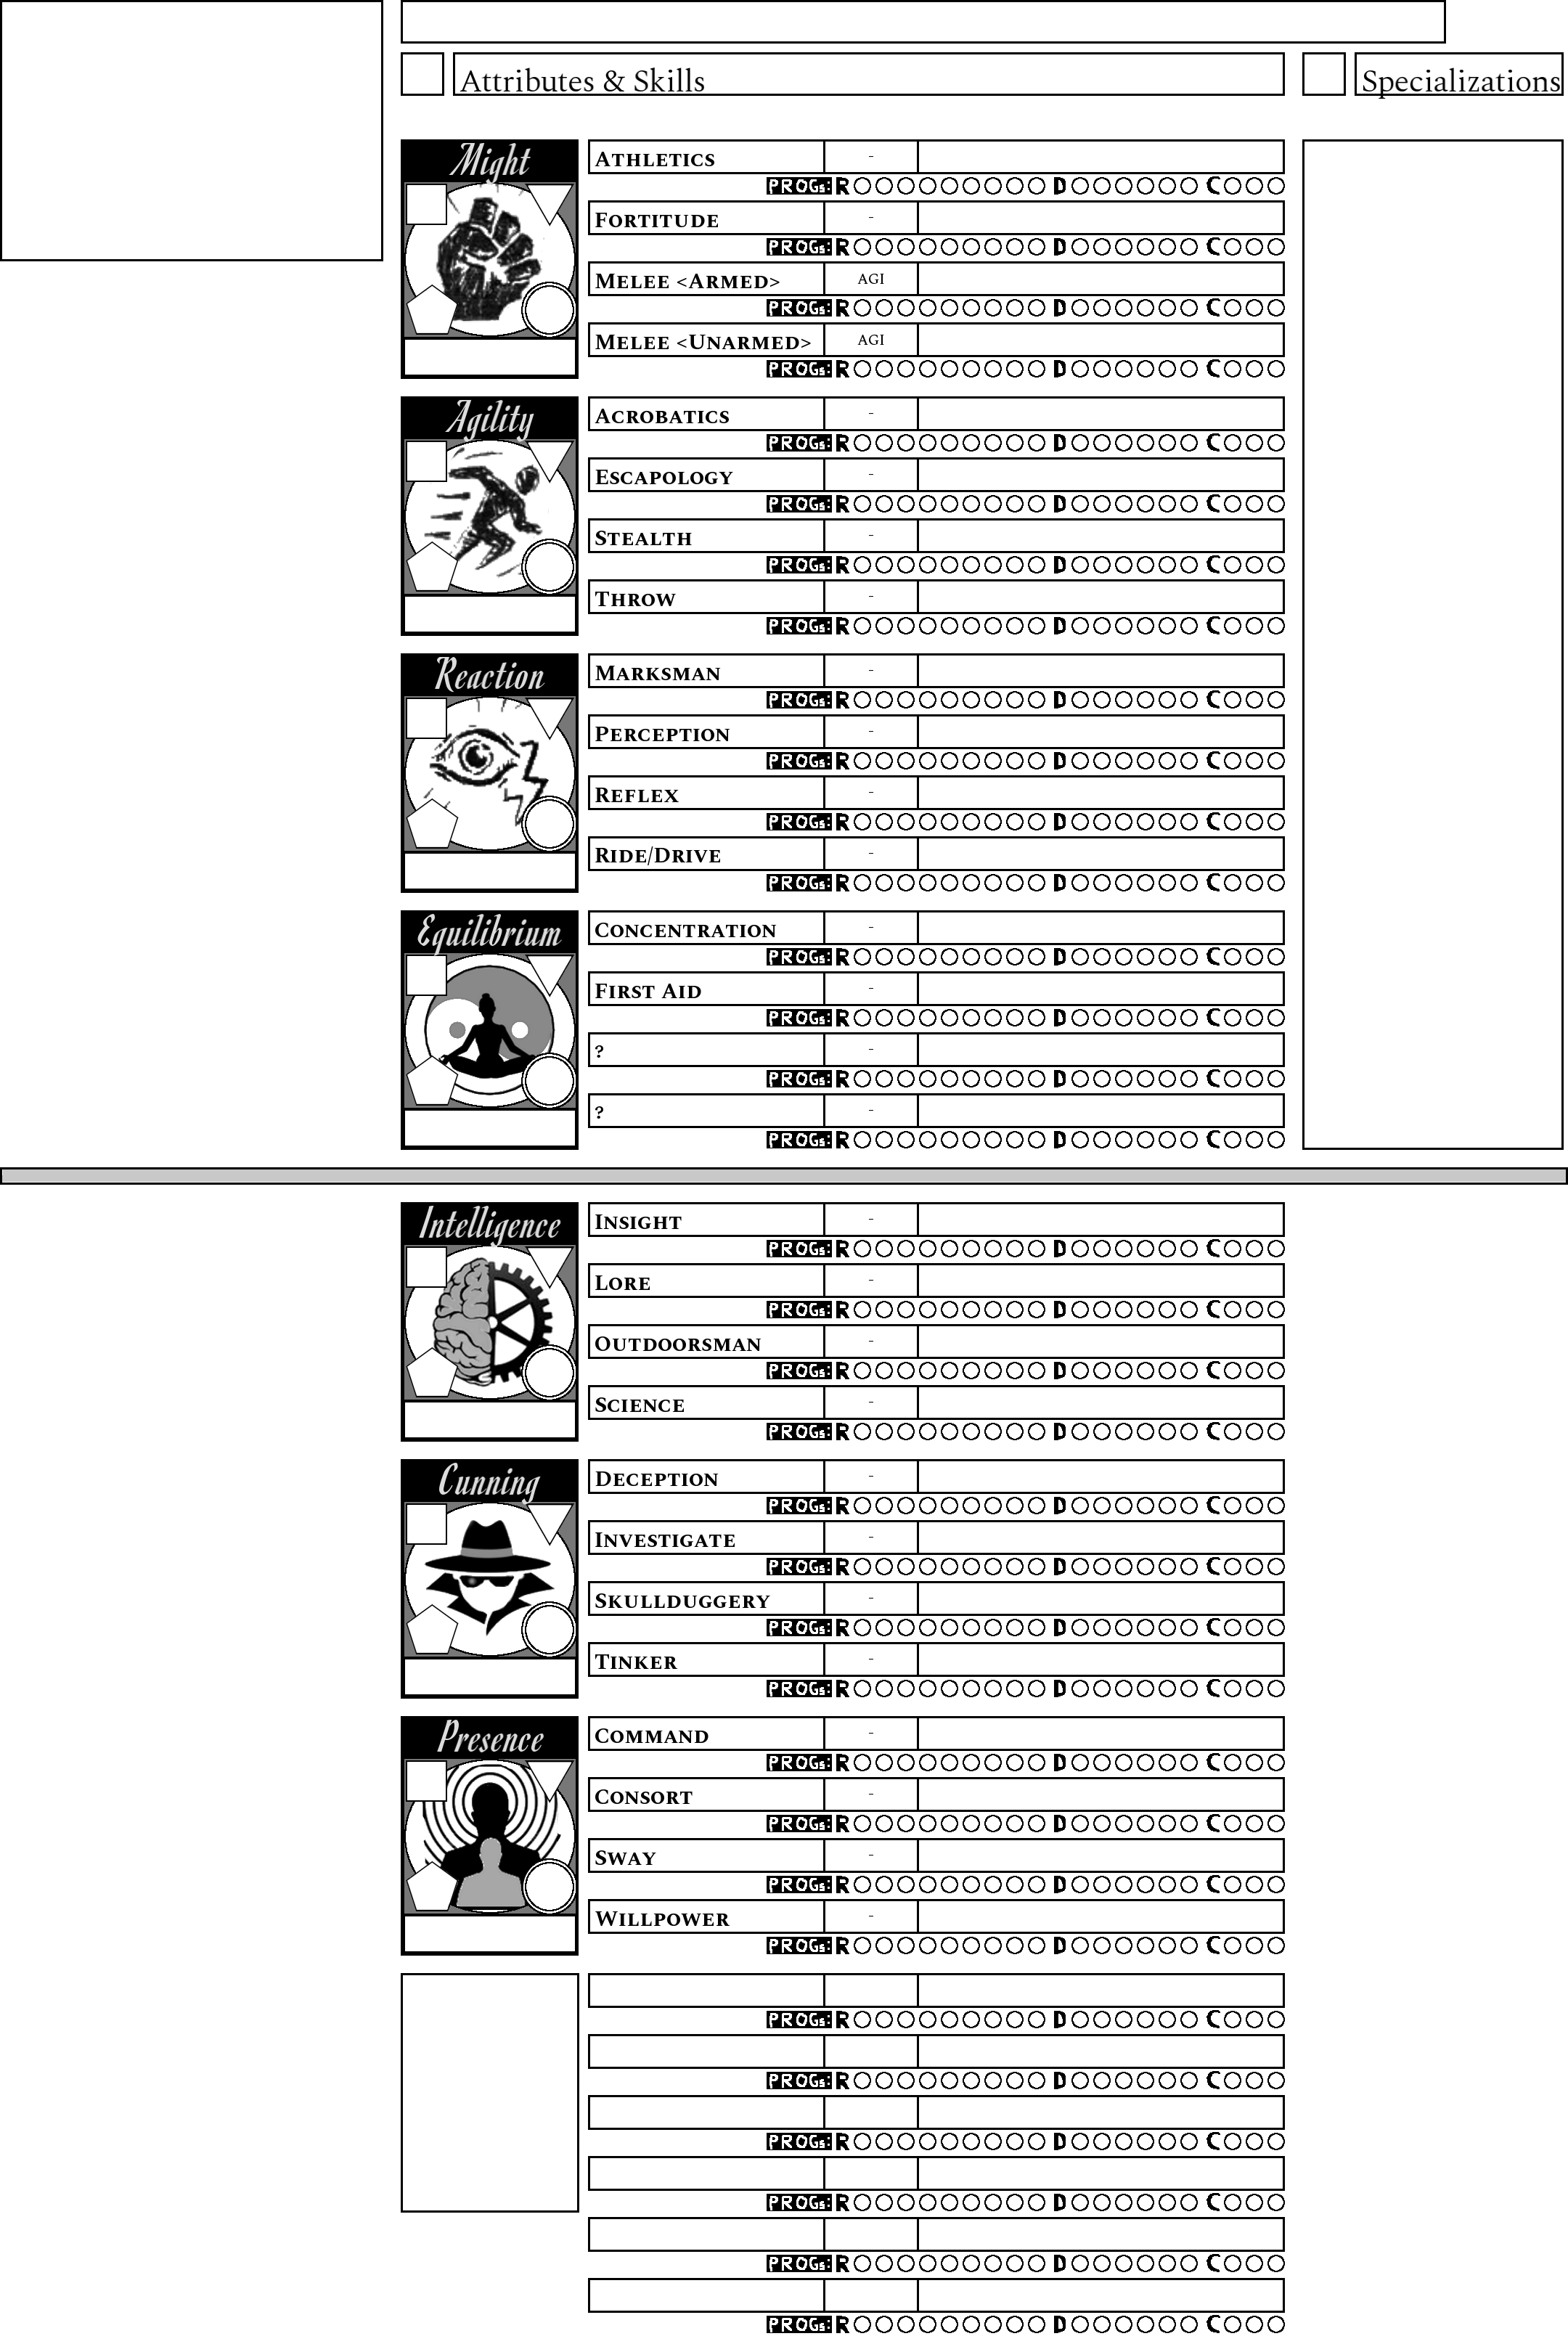 Attributes & Skills
Specializations
Might
ATHLETICS -
PROGs: R D C
FORTITUDE -
PROGs: R D C
MELEE <ARMED> AGI
PROGs: R D C
MELEE <UNARMED> AGI
PROGs: R D C
Agility
ACROBATICS -
PROGs: R D C
ESCAPOLOGY -
PROGs: R D C
STEALTH -
PROGs: R D C
THROW -
PROGs: R D C
Reaction
MARKSMAN -
PROGs: R D C
PERCEPTION -
PROGs: R D C
REFLEX -
PROGs: R D C
RIDE/DRIVE -
PROGs: R D C
Equilibrium
CONCENTRATION -
PROGs: R D C
FIRST AID -
PROGs: R D C
? -
PROGs: R D C
? -
PROGs: R D C
Intelligence
INSIGHT -
PROGs: R D C
LORE -
PROGs: R D C
OUTDOORSMAN -
PROGs: R D C
SCIENCE -
PROGs: R D C
Cunning
DECEPTION -
PROGs: R D C
INVESTIGATE -
PROGs: R D C
SKULLDUGGERY -
PROGs: R D C
TINKER -
PROGs: R D C
Presence
COMMAND -
PROGs: R D C
CONSORT -
PROGs: R D C
SWAY -
PROGs: R D C
WILLPOWER -
PROGs: R D C
PROGs: R D C
PROGs: R D C
PROGs: R D C
PROGs: R D C
PROGs: R D C
PROGs: R D C